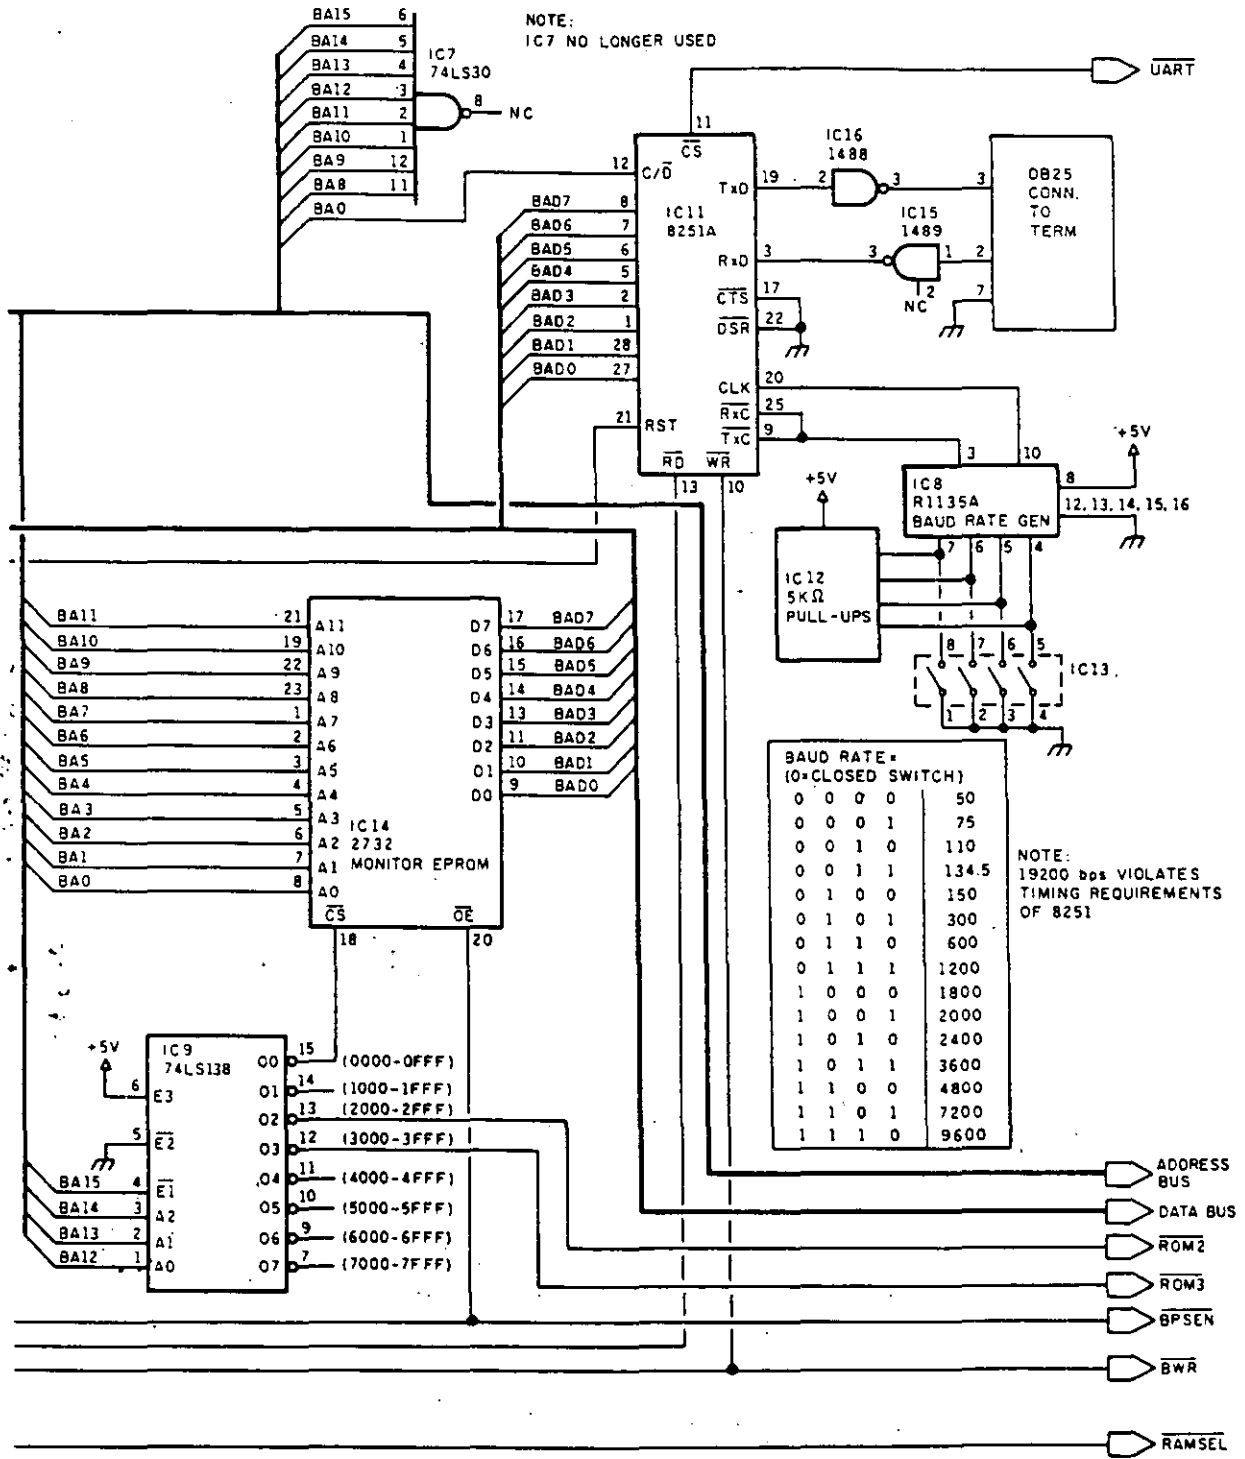 BA15 6
BA14 5
BA13 4
BA12 3
BA11 2
BA10 1
BA9 12
BA8 11
BA0
IC7
74LS30
8
NC
NOTE:
IC7 NO LONGER USED
UART
11
CS
12 C/D
IC11
8251A
BAD7 8
BAD6 7
BAD5 6
BAD4 5
BAD3 2
BAD2 1
BAD1 28
BAD0 27
21 RST
RD
13
WR
10
TxD 19
RxD 3
CTS 17
DSR 22
CLK 20
RxC 25
TxC 9
IC16
1488
2 3
IC15
1489
3 1
2
NC
3
2
7
DB25
CONN.
TO
TERM
3 10
IC8
R1135A
BAUD RATE GEN
8
+5V
12, 13, 14, 15, 16
7 6 5 4
+5V
IC12
5KΩ
PULL-UPS
8 7 6 5
IC13
1 2 3 4
BA11 21 A11
BA10 19 A10
BA9 22 A9
BA8 23 A8
BA7 1 A7
BA6 2 A6
BA5 3 A5
BA4 4 A4
BA3 5 A3
BA2 6 A2
BA1 7 A1
BA0 8 A0
IC14
2732
MONITOR EPROM
D7 17 BAD7
D6 16 BAD6
D5 15 BAD5
D4 14 BAD4
D3 13 BAD3
D2 11 BAD2
D1 10 BAD1
D0 9 BAD0
CS
18
OE
20
BAUD RATE=
(0=CLOSED SWITCH)
0 0 0 0 50
0 0 0 1 75
0 0 1 0 110
0 0 1 1 134.5
0 1 0 0 150
0 1 0 1 300
0 1 1 0 600
0 1 1 1 1200
1 0 0 0 1800
1 0 0 1 2000
1 0 1 0 2400
1 0 1 1 3600
1 1 0 0 4800
1 1 0 1 7200
1 1 1 0 9600
NOTE:
19200 bps VIOLATES
TIMING REQUIREMENTS
OF 8251
+5V
IC9
74LS138
6 E3
5 E2
BA15 4 E1
BA14 3 A2
BA13 2 A1
BA12 1 A0
O0 15 (0000-0FFF)
O1 14 (1000-1FFF)
O2 13 (2000-2FFF)
O3 12 (3000-3FFF)
O4 11 (4000-4FFF)
O5 10 (5000-5FFF)
O6 9 (6000-6FFF)
O7 7 (7000-7FFF)
ADDRESS
BUS
DATA BUS
ROM2
ROM3
BPSEN
BWR
RAMSEL